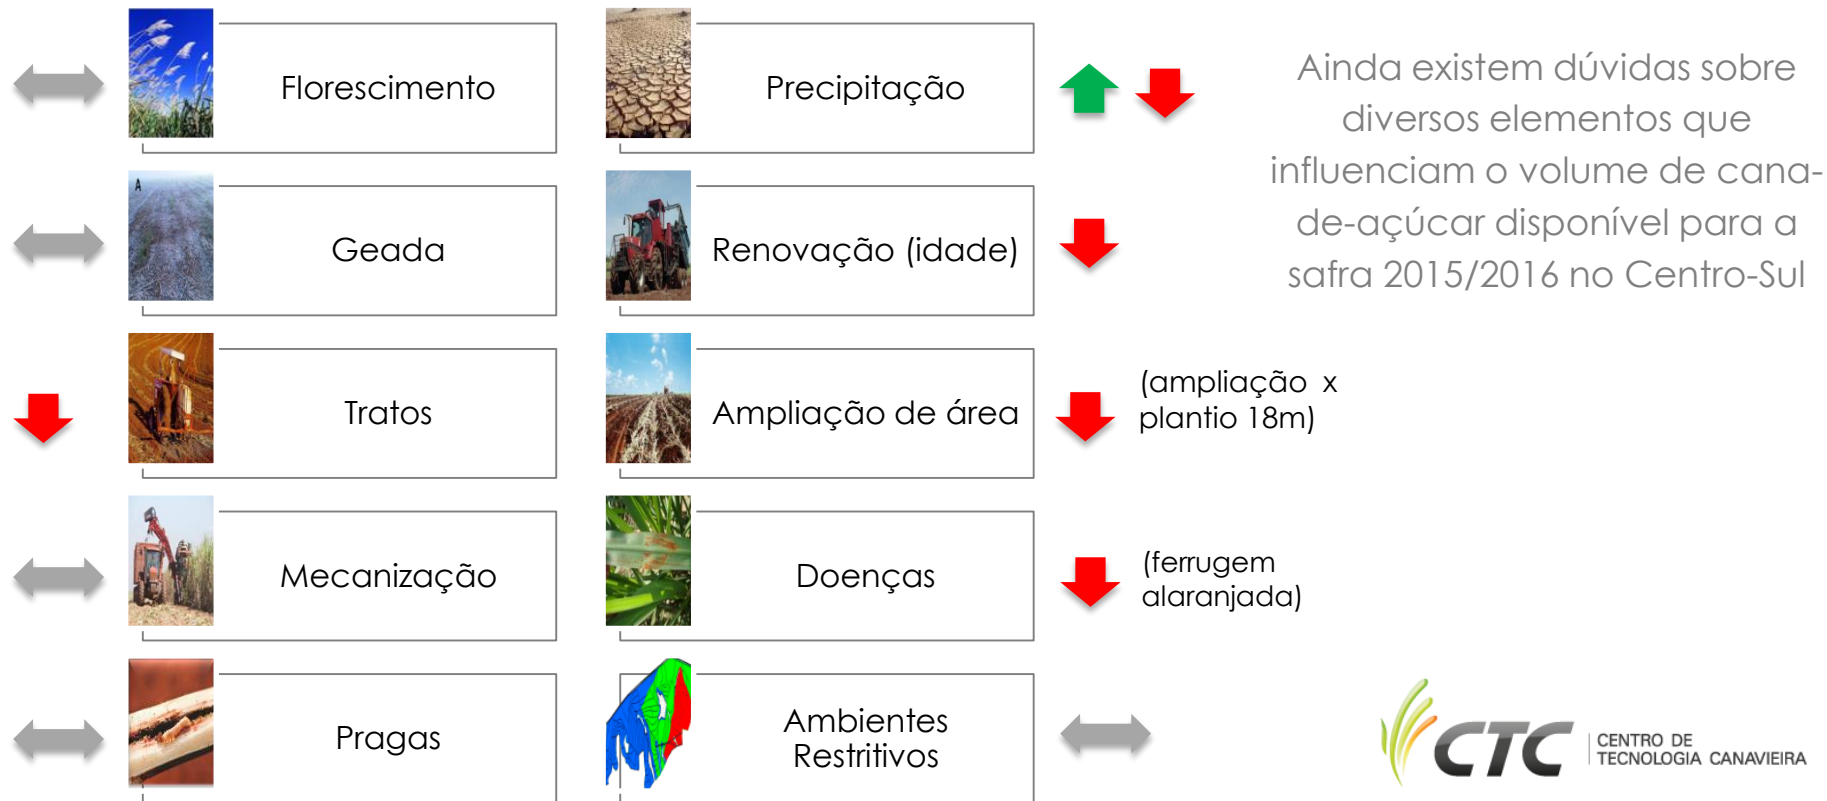 Florescimento
Geada
A
Tratos
Mecanização
Pragas
Precipitação
Renovação (idade)
Ampliação de área
(ampliação x
plantio 18m)
Doenças
(ferrugem
alaranjada)
Ambientes
Restritivos
Ainda existem dúvidas sobre
diversos elementos que
influenciam o volume de cana-
de-açúcar disponível para a
safra 2015/2016 no Centro-Sul
CTC
CENTRO DE
TECNOLOGIA CANAVIEIRA